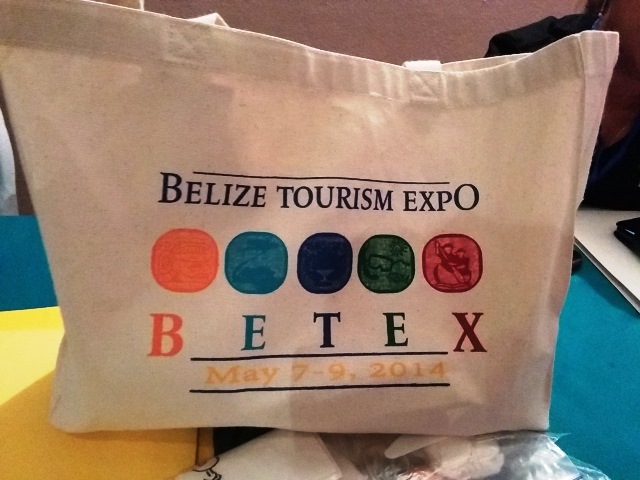 BELIZE TOURISM EXPO
BETEX
May 7-9, 2014